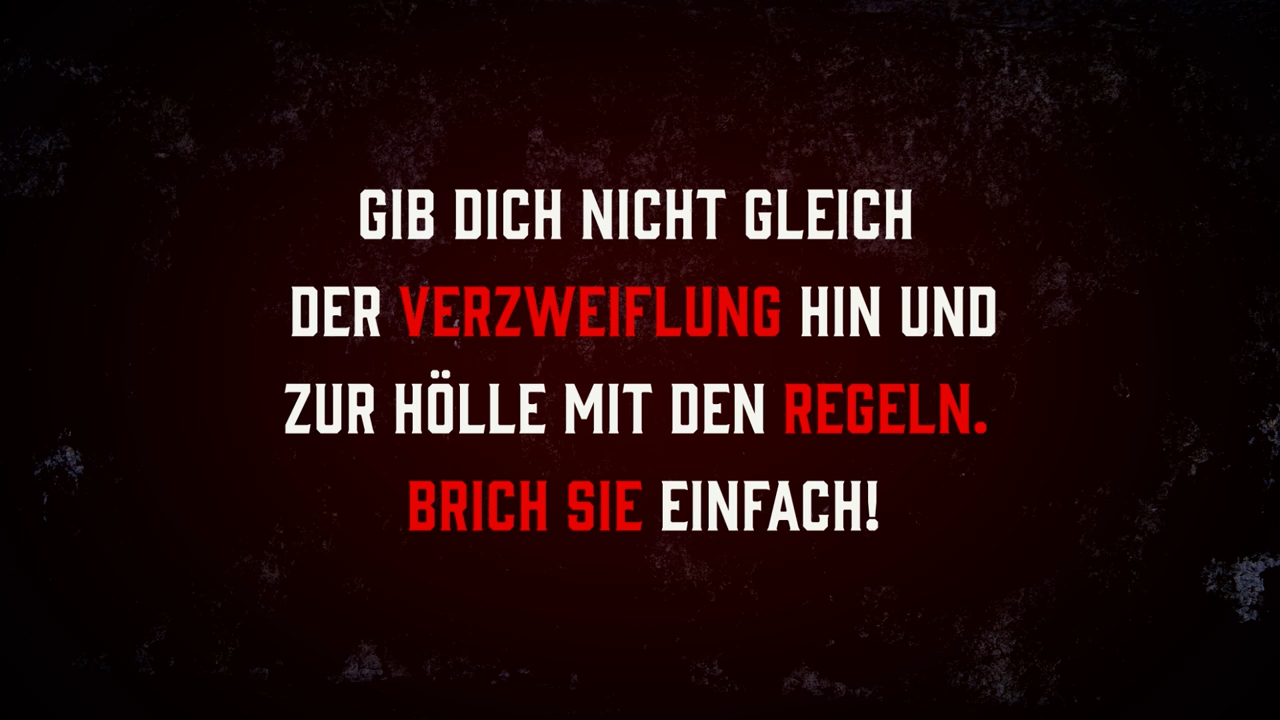 GIB DICH NICHT GLEICH
DER VERZWEIFLUNG HIN UND
ZUR HÖLLE MIT DEN REGELN.
BRICH SIE EINFACH!